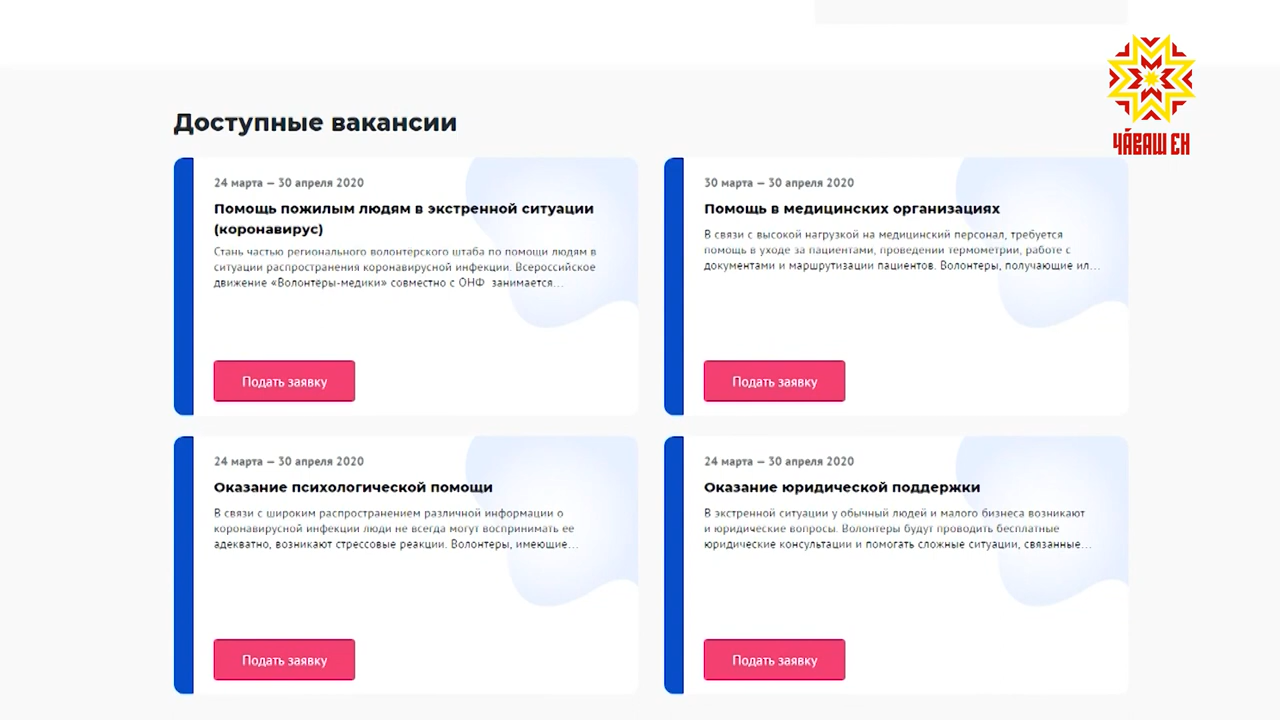 ЧӐВАШ ЕН
Доступные вакансии
24 марта — 30 апреля 2020
Помощь пожилым людям в экстренной ситуации
(коронавирус)
Стань частью регионального волонтерского штаба по помощи людям в
ситуации распространения коронавирусной инфекции. Всероссийское
движение «Волонтеры-медики» совместно с ОНФ занимается...
Подать заявку
30 марта — 30 апреля 2020
Помощь в медицинских организациях
В связи с высокой нагрузкой на медицинский персонал, требуется
помощь в уходе за пациентами, проведении термометрии, работе с
документами и маршрутизации пациентов. Волонтеры, получающие ил...
Подать заявку
24 марта — 30 апреля 2020
Оказание психологической помощи
В связи с широким распространением различной информации о
коронавирусной инфекции люди не всегда могут воспринимать ее
адекватно, возникают стрессовые реакции. Волонтеры, имеющие...
Подать заявку
24 марта — 30 апреля 2020
Оказание юридической поддержки
В экстренной ситуации у обычный людей и малого бизнеса возникают
и юридические вопросы. Волонтеры будут проводить бесплатные
юридические консультации и помогать сложные ситуации, связанные...
Подать заявку